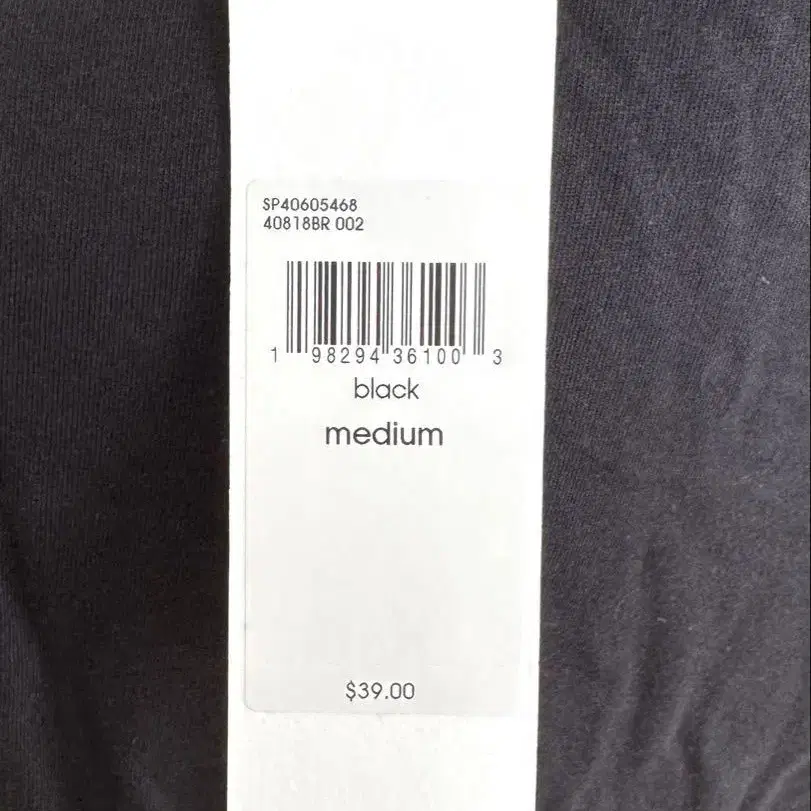 SP40605468
40818BR 002
1 98294 36100 3
black
medium
$39.00